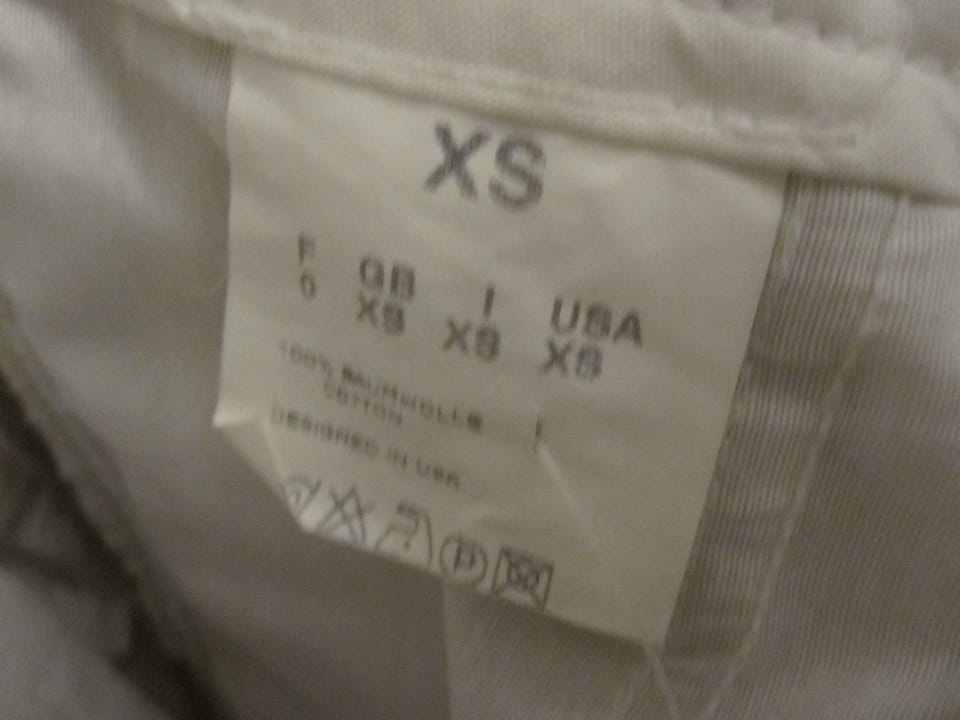 XS
F GB I USA
0 XS XS XS
100% BAUMWOLLE
COTTON
DESIGNED IN USA
P